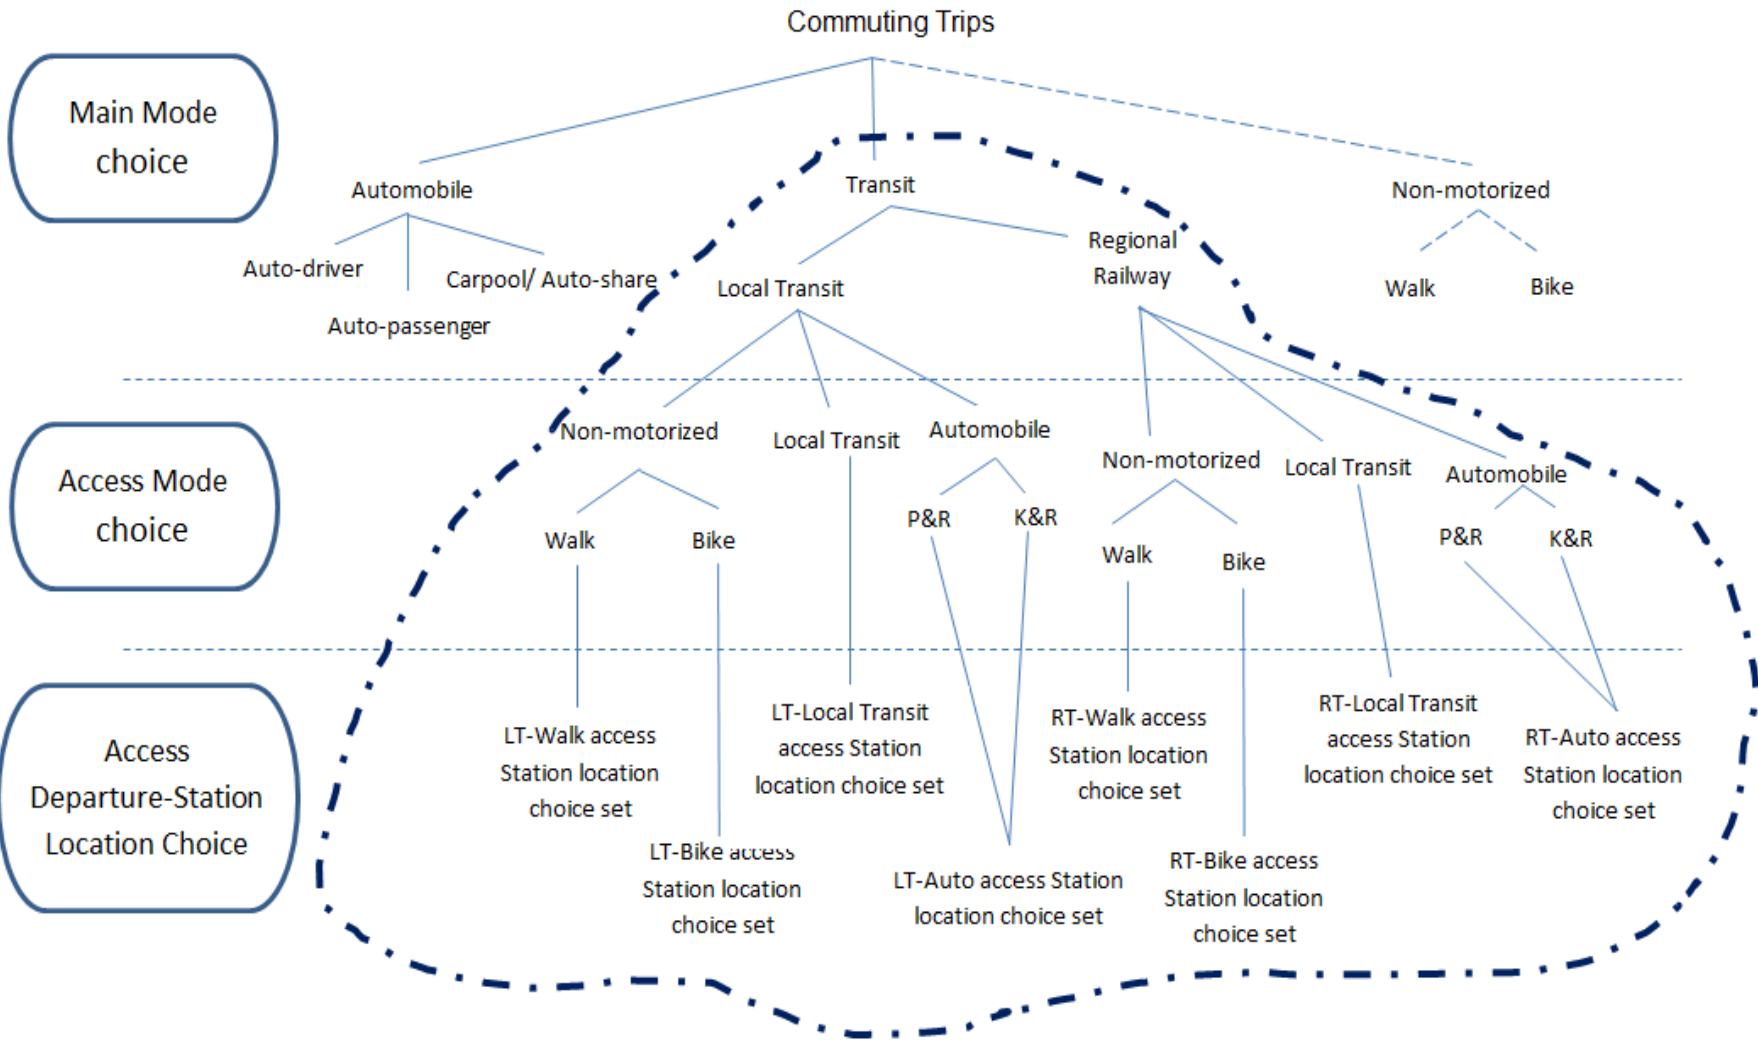 Commuting Trips
Main Mode
choice
Automobile
Transit
Non-motorized
Auto-driver
Carpool/ Auto-share
Auto-passenger
Local Transit
Regional
Railway
Walk
Bike
Access Mode
choice
Non-motorized
Local Transit
Automobile
Non-motorized
Local Transit
Automobile
Walk
Bike
P&R
K&R
Walk
Bike
P&R
K&R
Access
Departure-Station
Location Choice
LT-Walk access
Station location
choice set
LT-Bike access
Station location
choice set
LT-Local Transit
access Station
location choice set
LT-Auto access Station
location choice set
RT-Walk access
Station location
choice set
RT-Bike access
Station location
choice set
RT-Local Transit
access Station
location choice set
RT-Auto access
Station location
choice set